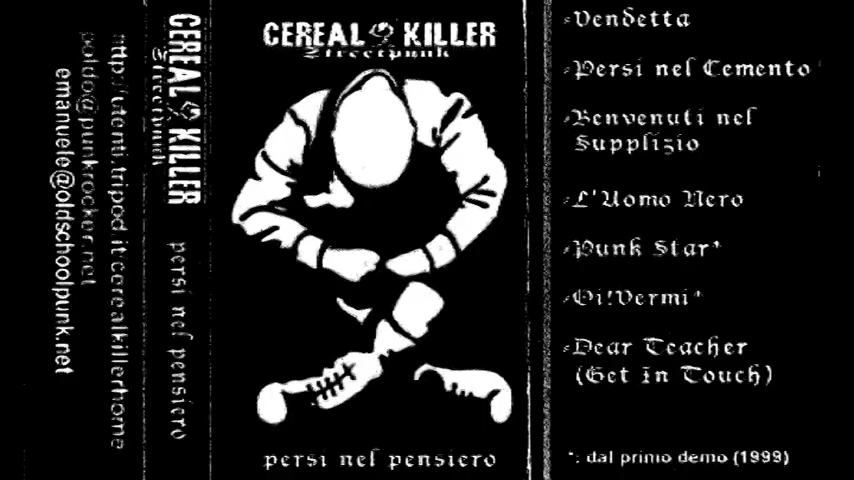 http://utenti.tripod.it/cerealkillerhome
poldo@punkrocker.net
emanuele@oldschoolpunk.net
CEREAL KILLER
Streetpunk
persi nel pensiero
CEREAL KILLER
Streetpunk
persi nel pensiero
Vendetta
Persi nel Cemento
Benvenuti nel
Supplizio
L'Uomo Nero
Punk Star*
Oi!Vermi*
Dear Teacher
(Get In Touch)
*: dal primo demo (1999)